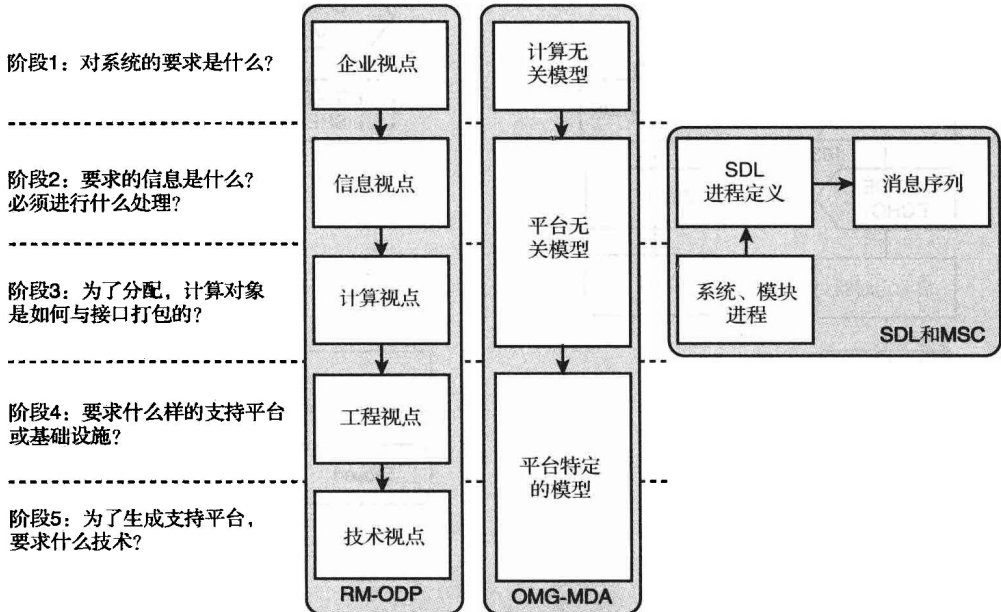 阶段1：对系统的要求是什么？
企业视点
计算无
关模型
阶段2：要求的信息是什么？
必须进行什么处理？
信息视点
平台无
关模型
SDL
进程定义
消息序列
阶段3：为了分配，计算对象
是如何与接口打包的？
计算视点
系统、模块
进程
SDL和MSC
阶段4：要求什么样的支持平台
或基础设施？
工程视点
平台特定
的模型
阶段5：为了生成支持平台，
要求什么技术？
技术视点
RM-ODP
OMG-MDA